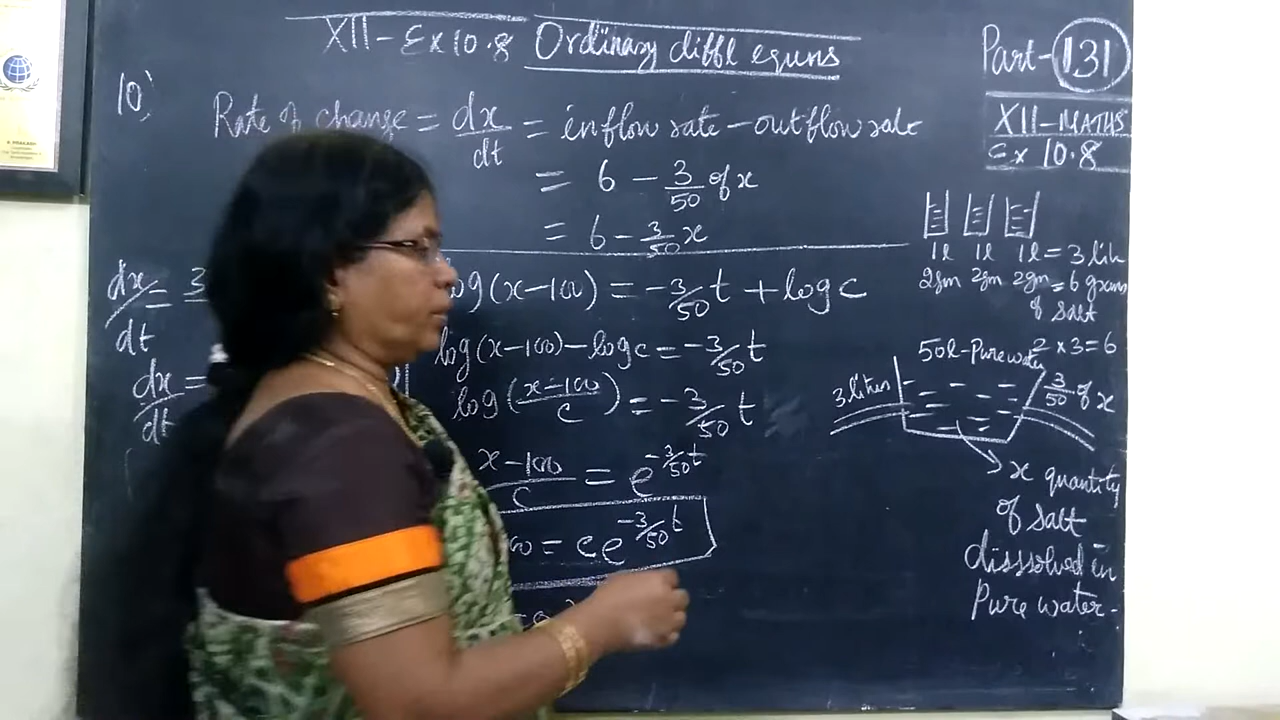 XII - Ex 10.8 Ordinary diffl equns
Part - 131
XII - MATHS
Ex 10.8
10)
Rate of change = dx/dt = inflow rate - outflow rate
= 6 - 3/50 of x
= 6 - 3/50 x
dx/dt = 3
dx/dt =
log(x-100) = -3/50 t + log c
log(x-100) - log c = -3/50 t
log(x-100/c) = -3/50 t
x-100/c = e^-3/50 t
= ce^-3/50 t
1l 1l 1l = 3 lit
2gm 2gm 2gm = 6 grams
of salt
2 x 3 = 6
50l - Pure water
3 litres
3/50 of x
x quantity
of salt
disssolved in
Pure water.